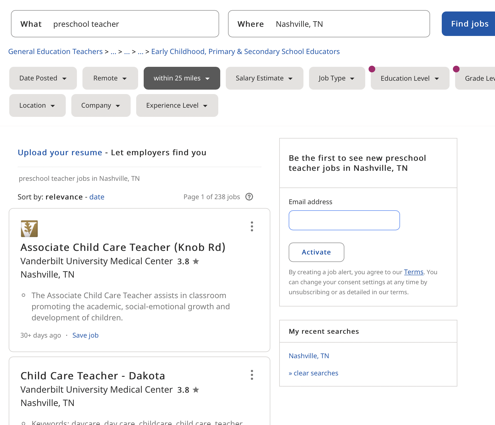 What preschool teacher Where Nashville, TN Find jobs
General Education Teachers > ... > ... > ... > Early Childhood, Primary & Secondary School Educators
Date Posted Remote within 25 miles Salary Estimate Job Type Education Level Grade Lev
Location Company Experience Level
Upload your resume - Let employers find you
preschool teacher jobs in Nashville, TN
Sort by: relevance - date Page 1 of 238 jobs ?
Associate Child Care Teacher (Knob Rd)
Vanderbilt University Medical Center 3.8 ★
Nashville, TN
The Associate Child Care Teacher assists in classroom
promoting the academic, social-emotional growth and
development of children.
30+ days ago · Save job
Child Care Teacher - Dakota
Vanderbilt University Medical Center 3.8 ★
Nashville, TN
Keywords: daycare, day care, childcare, child care, teacher,
Be the first to see new preschool
teacher jobs in Nashville, TN
Email address
Activate
By creating a job alert, you agree to our Terms. You
can change your consent settings at any time by
unsubscribing or as detailed in our terms.
My recent searches
Nashville, TN
» clear searches